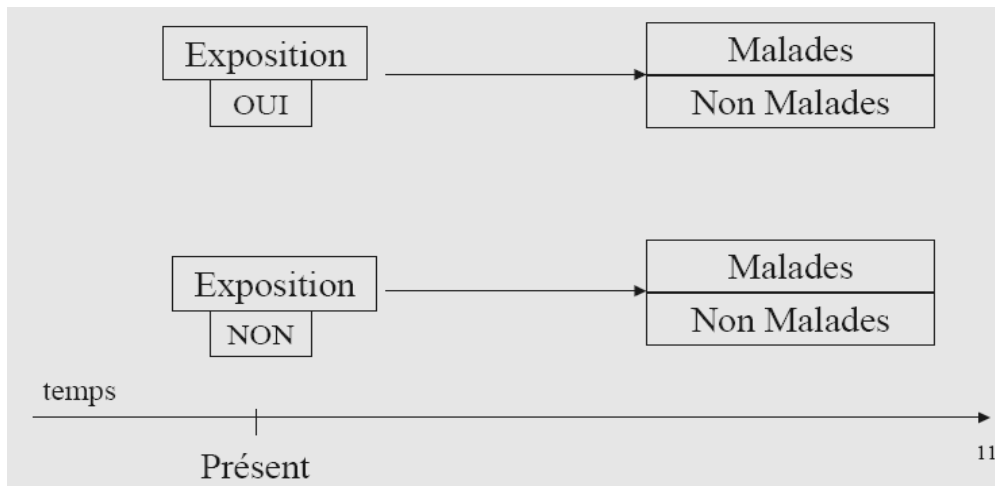 Exposition
OUI
Malades
Non Malades
Exposition
NON
Malades
Non Malades
temps
Présent
11